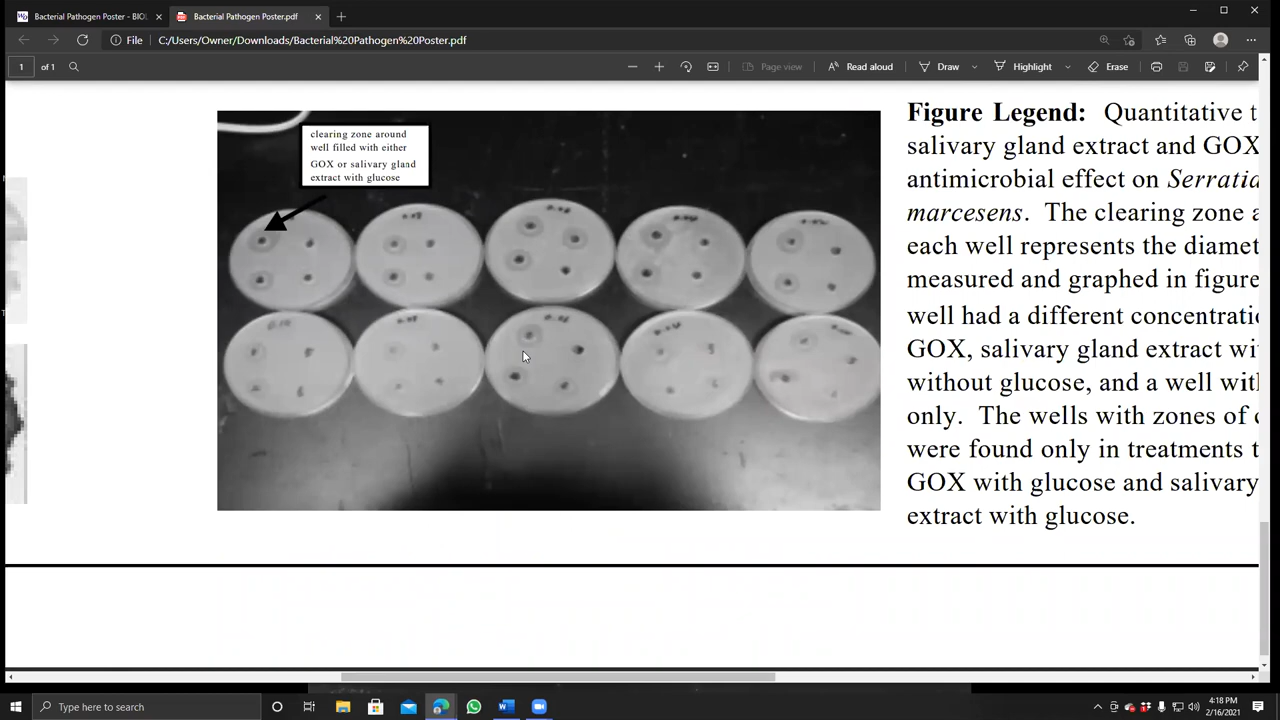 Bacterial Pathogen Poster - BIOL
Bacterial Pathogen Poster.pdf
File
C:/Users/Owner/Downloads/Bacterial%20Pathogen%20Poster.pdf
1 of 1
Page view
Read aloud
Draw
Highlight
Erase
clearing zone around
well filled with either
GOX or salivary gland
extract with glucose
Figure Legend: Quantitative t
salivary gland extract and GOX
antimicrobial effect on Serratia
marcesens. The clearing zone a
each well represents the diamet
measured and graphed in figure
well had a different concentratio
GOX, salivary gland extract wi
without glucose, and a well with
only. The wells with zones of c
were found only in treatments t
GOX with glucose and salivary
extract with glucose.
Type here to search
4:18 PM
2/16/2021